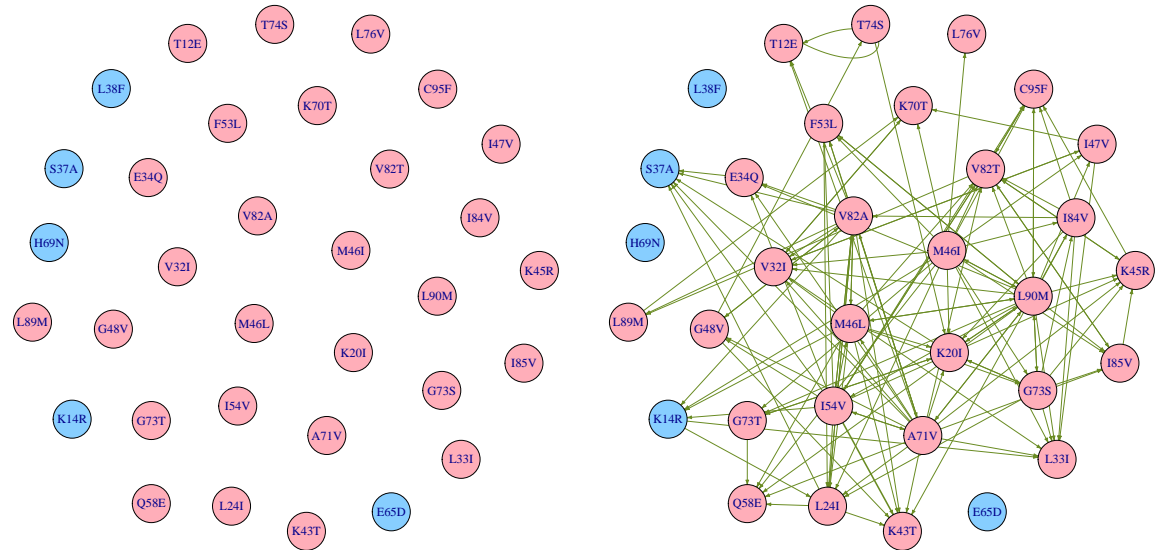 T74S
L76V
T12E
L38F
C95F
K70T
F53L
I47V
S37A
E34Q
V82T
V82A
I84V
H69N
M46I
V32I
K45R
L90M
L89M
G48V
M46L
K20I
I85V
G73S
I54V
K14R
G73T
A71V
L33I
Q58E
L24I
E65D
K43T
T74S
L76V
T12E
L38F
C95F
K70T
F53L
I47V
S37A
E34Q
V82T
V82A
I84V
H69N
M46I
V32I
K45R
L90M
L89M
G48V
M46L
K20I
I85V
G73S
I54V
K14R
G73T
A71V
L33I
Q58E
L24I
E65D
K43T